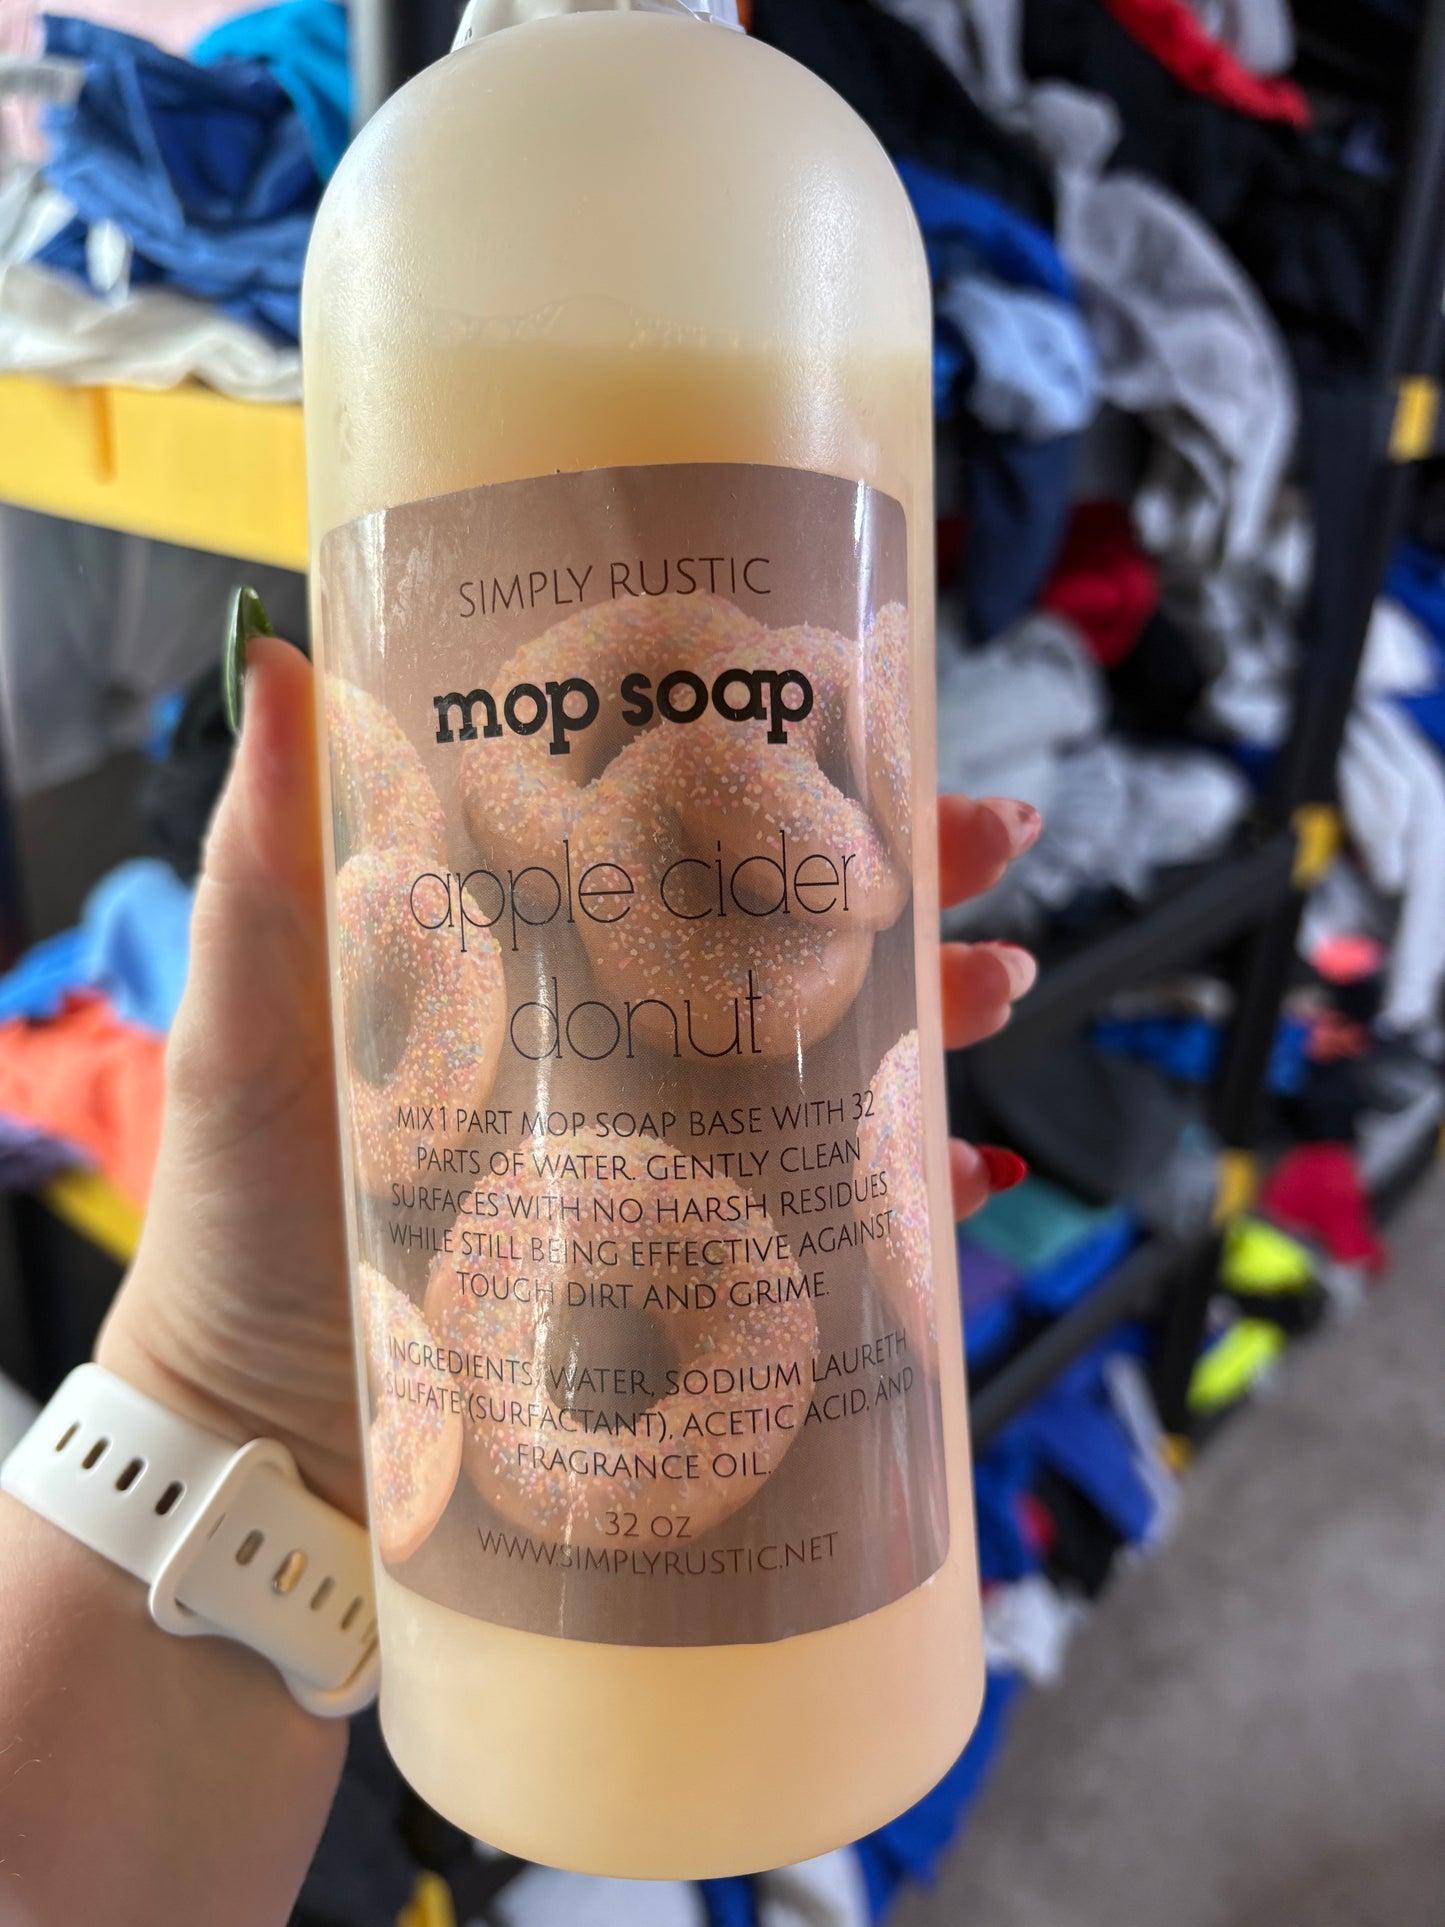 SIMPLY RUSTIC
mop soap
apple cider
donut
MIX 1 PART MOP SOAP BASE WITH 32
PARTS OF WATER. GENTLY CLEAN
SURFACES WITH NO HARSH RESIDUES
WHILE STILL BEING EFFECTIVE AGAINST
TOUGH DIRT AND GRIME.
INGREDIENTS: WATER, SODIUM LAURETH
SULFATE (SURFACTANT), ACETIC ACID, AND
FRAGRANCE OIL.
32 OZ
WWW.SIMPLYRUSTIC.NET